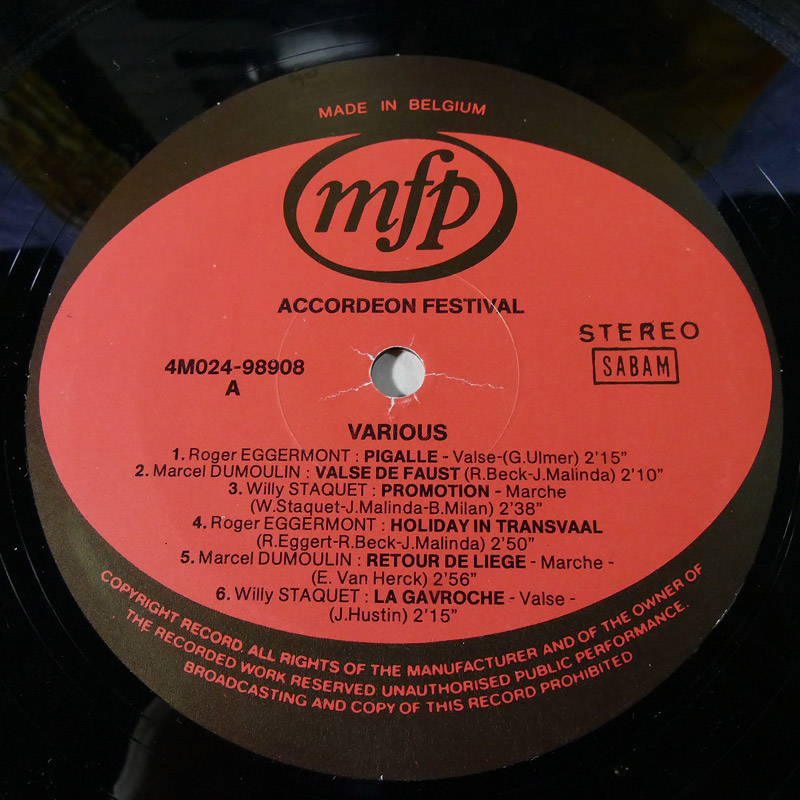 MADE IN BELGIUM
mfp
ACCORDEON FESTIVAL
STEREO
SABAM
4M024-98908
A
VARIOUS
1. Roger EGGERMONT : PIGALLE - Valse-(G.Ulmer) 2'15"
2. Marcel DUMOULIN : VALSE DE FAUST (R.Beck-J.Malinda) 2'10"
3. Willy STAQUET : PROMOTION - Marche
(W.Staquet-J.Malinda-B.Milan) 2'38"
4. Roger EGGERMONT : HOLIDAY IN TRANSVAAL
(R.Eggert-R.Beck-J.Malinda) 2'50"
5. Marcel DUMOULIN : RETOUR DE LIEGE - Marche -
(E. Van Herck) 2'56"
6. Willy STAQUET : LA GAVROCHE - Valse -
(J.Hustin) 2'15"
COPYRIGHT RECORD. ALL RIGHTS OF THE MANUFACTURER AND OF THE OWNER OF
THE RECORDED WORK RESERVED UNAUTHORISED PUBLIC PERFORMANCE.
BROADCASTING AND COPY OF THIS RECORD PROHIBITED